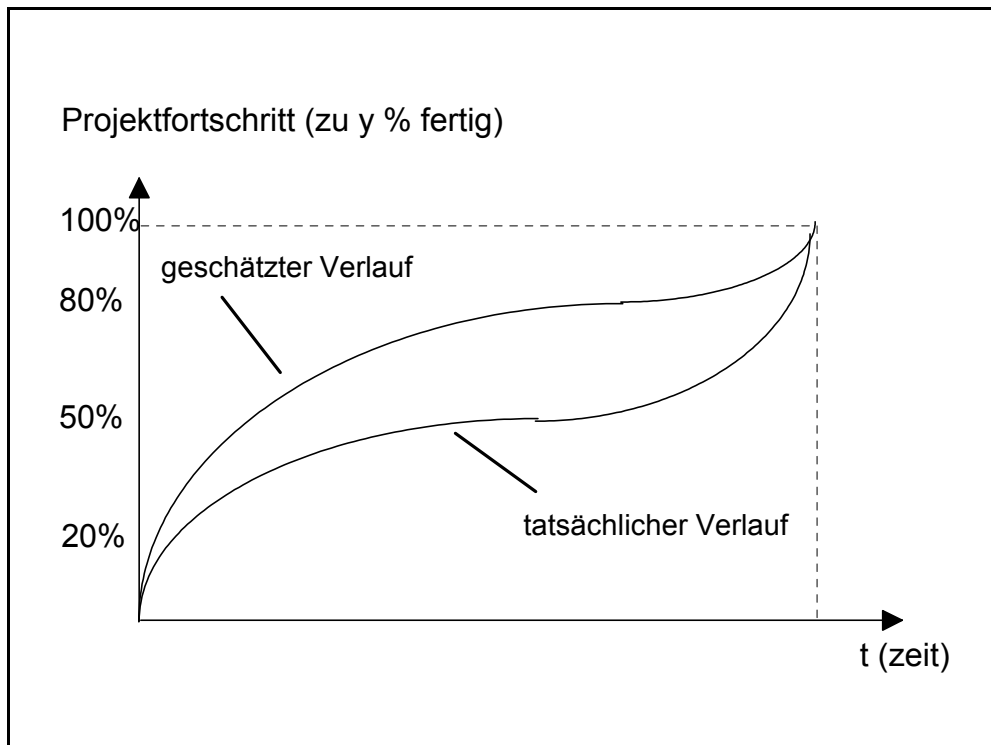 Projektfortschritt (zu y % fertig)
100%
geschätzter Verlauf
80%
50%
tatsächlicher Verlauf
20%
t (zeit)